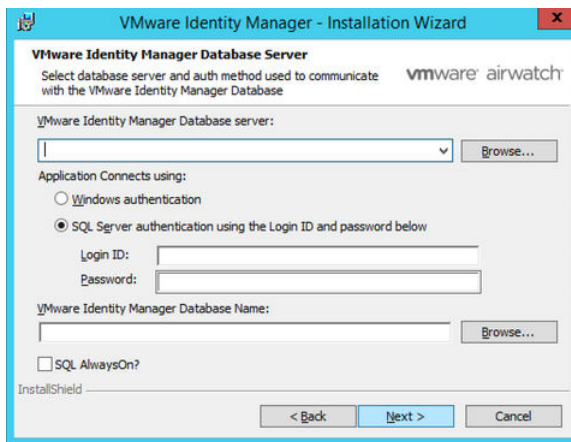 VMware Identity Manager - Installation Wizard
x
VMware Identity Manager Database Server
Select database server and auth method used to communicate
with the VMware Identity Manager Database
vmware airwatch
VMware Identity Manager Database server:
Browse...
Application Connects using:
Windows authentication
SQL Server authentication using the Login ID and password below
Login ID:
Password:
VMware Identity Manager Database Name:
Browse...
SQL AlwaysOn?
InstallShield
< Back
Next >
Cancel